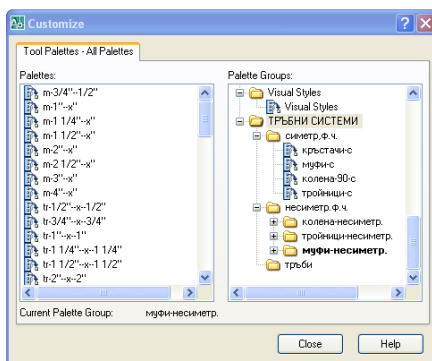 Customize
Tool Palettes - All Palettes
Palettes:
m-3/4"--1/2"
m-1"--x"
m-1 1/4"--x"
m-1 1/2"--x"
m-2"--x"
m-2 1/2"--x"
m-3"--x"
m-4"--x"
tr-1/2"--x--1/2"
tr-3/4"--x--3/4"
tr-1"--x--1"
tr-1 1/4"--x--1 1/4"
tr-1 1/2"--x--1 1/2"
tr-2"--x--2"
Palette Groups:
Visual Styles
Visual Styles
ТРЪБНИ СИСТЕМИ
симетр,ф.ч.
кръстачи-с
муфи-с
колена-90-с
тройници-с
несиметр.ф.ч.
колена-несиметр.
тройници-несиметр.
муфи-несиметр.
тръби
Current Palette Group: муфи-несиметр.
Close Help